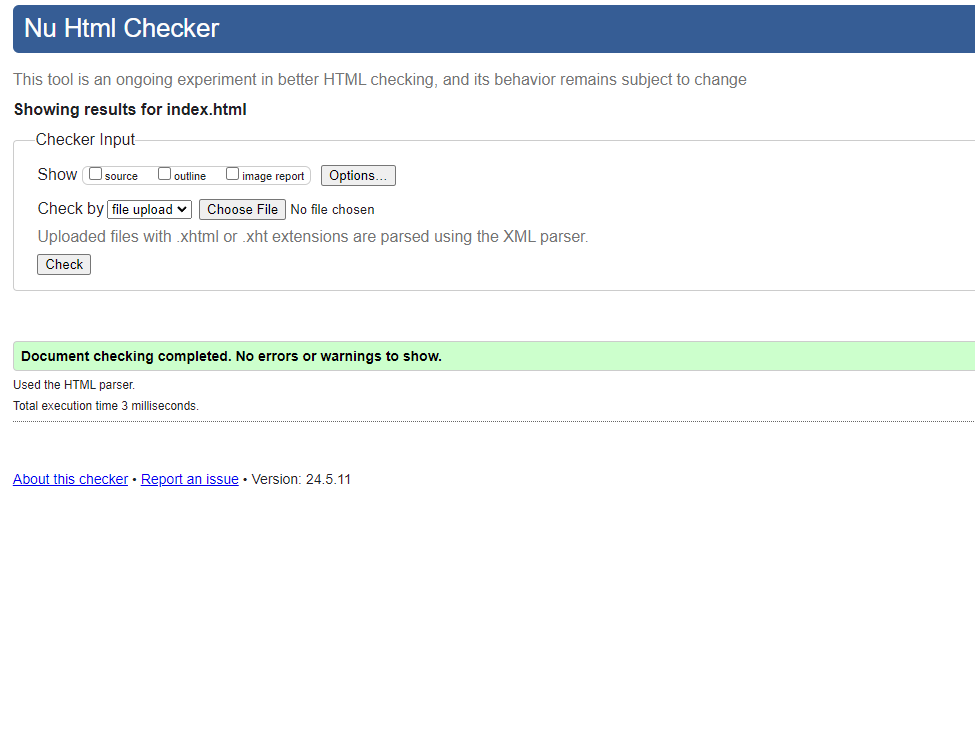 Nu Html Checker
This tool is an ongoing experiment in better HTML checking, and its behavior remains subject to change
Showing results for index.html
Checker Input
Show source outline image report Options...
Check by file upload Choose File No file chosen
Uploaded files with .xhtml or .xht extensions are parsed using the XML parser.
Check
Document checking completed. No errors or warnings to show.
Used the HTML parser.
Total execution time 3 milliseconds.
About this checker • Report an issue • Version: 24.5.11